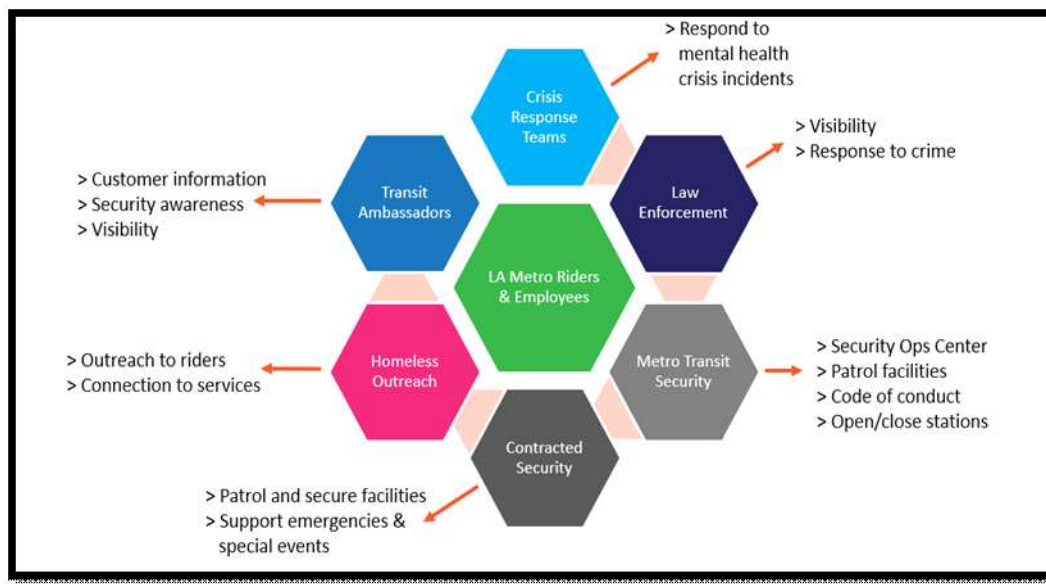 > Respond to
mental health
crisis incidents
Crisis
Response
Teams
> Visibility
> Response to crime
> Customer information
> Security awareness
> Visibility
Transit
Ambassadors
Law
Enforcement
LA Metro Riders
& Employees
> Outreach to riders
> Connection to services
Homeless
Outreach
Metro Transit
Security
> Security Ops Center
> Patrol facilities
> Code of conduct
> Open/close stations
Contracted
Security
> Patrol and secure facilities
> Support emergencies &
special events